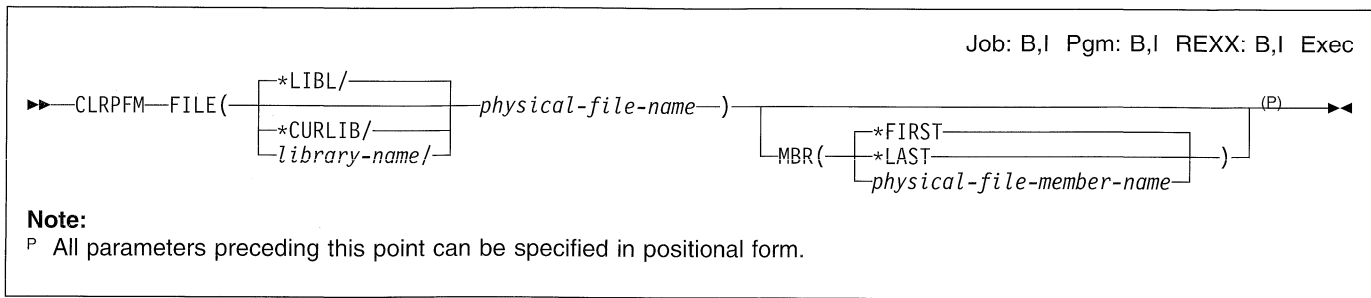 Job: B,I Pgm: B,I REXX: B,I Exec
*LIBL/
CLRPFM FILE( physical-file-name ) (P)
*CURLIB/
library-name/
*FIRST
MBR( *LAST )
physical-file-member-name
Note:
P All parameters preceding this point can be specified in positional form.